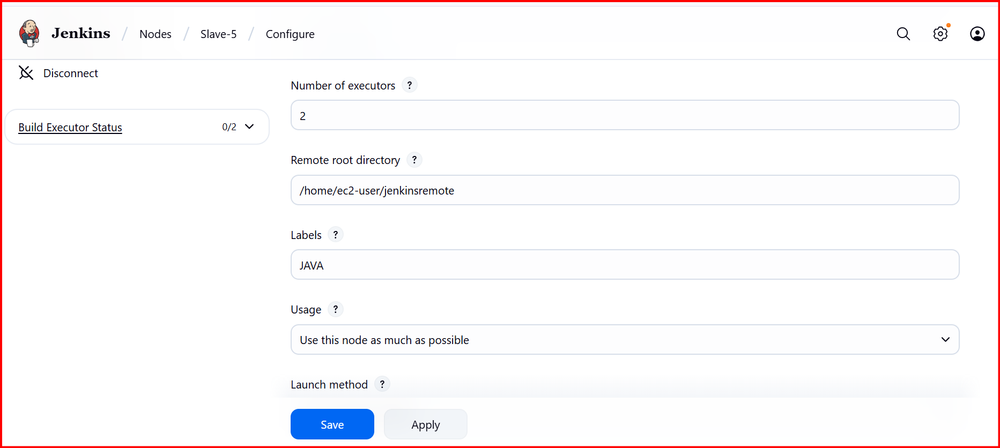 Jenkins / Nodes / Slave-5 / Configure
Disconnect
Build Executor Status 0/2
Number of executors ?
2
Remote root directory ?
/home/ec2-user/jenkinsremote
Labels ?
JAVA
Usage ?
Use this node as much as possible
Launch method ?
Save Apply